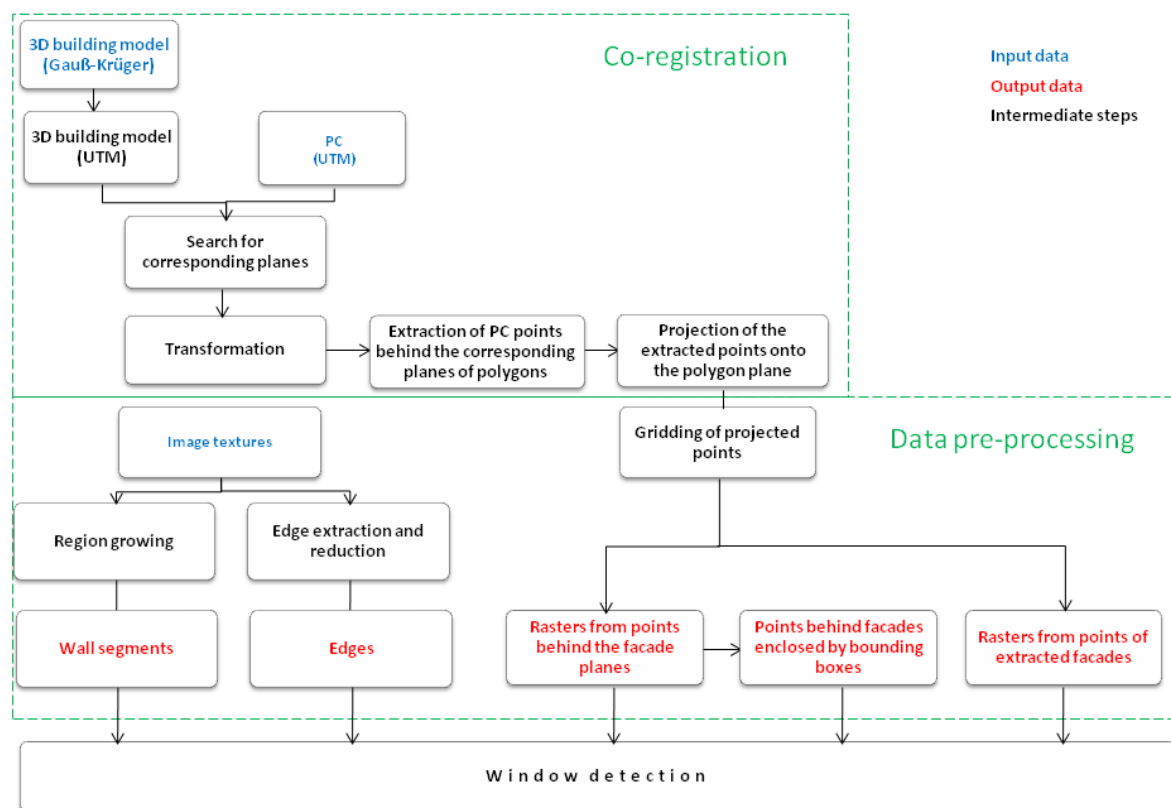 3D building model
(Gauß-Krüger)
Co-registration
Input data
Output data
Intermediate steps
3D building model
(UTM)
PC
(UTM)
Search for
corresponding planes
Transformation
Extraction of PC points
behind the corresponding
planes of polygons
Projection of the
extracted points onto
the polygon plane
Image textures
Gridding of projected
points
Data pre-processing
Region growing
Edge extraction and
reduction
Wall segments
Edges
Rasters from points
behind the facade
planes
Points behind facades
enclosed by bounding
boxes
Rasters from points of
extracted facades
Window detection